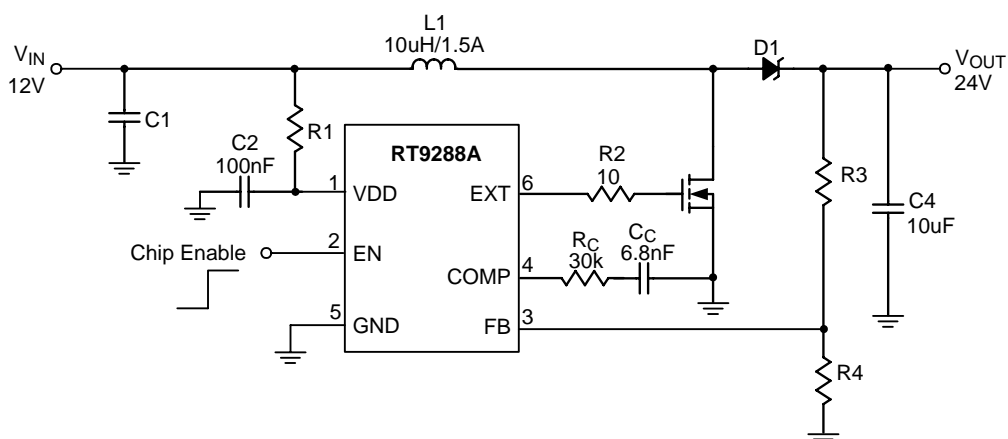 L1
10uH/1.5A
D1
VIN
12V
VOUT
24V
C1
R1
C2
100nF
RT9288A
R2
10
R3
C4
10uF
1
VDD
EXT
6
Chip Enable
2
EN
RC
30k
CC
6.8nF
COMP
4
5
GND
FB
3
R4